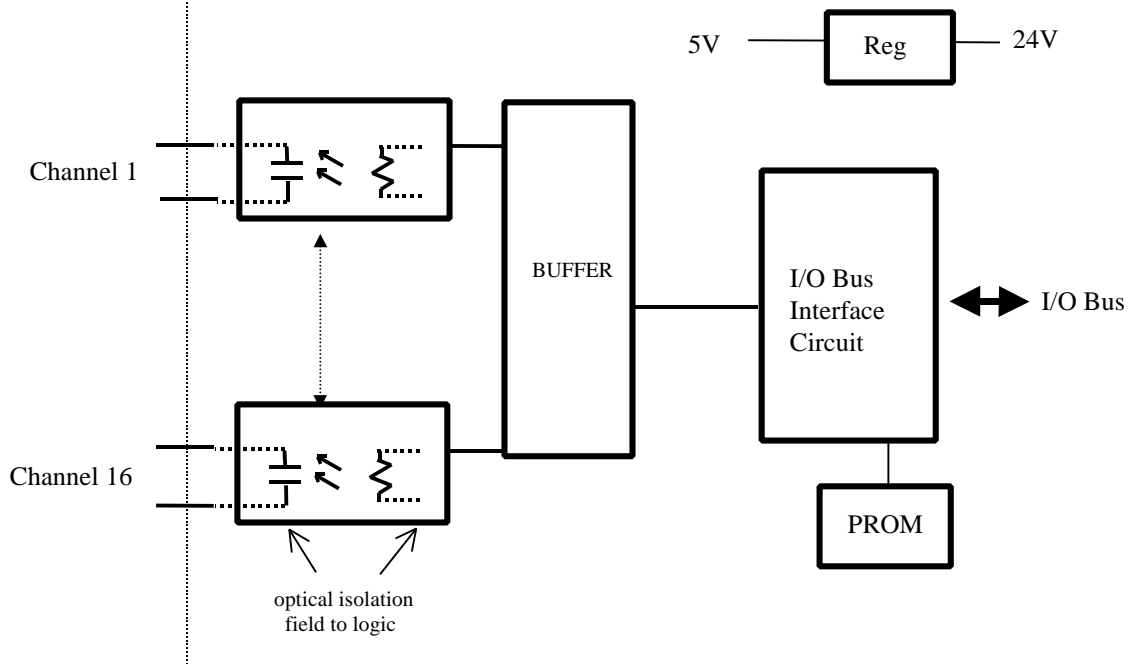 5V
Reg
24V
Channel 1
BUFFER
I/O Bus
Interface
Circuit
I/O Bus
Channel 16
PROM
optical isolation
field to logic